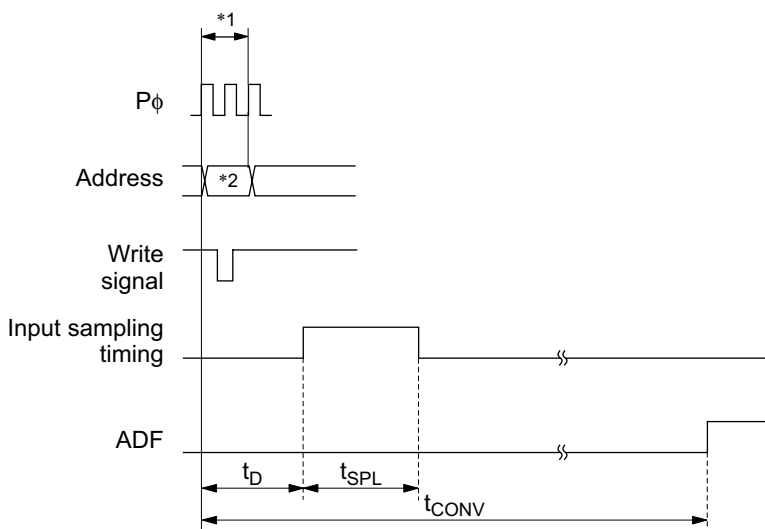 *1
Pϕ
Address
*2
Write
signal
Input sampling
timing
ADF
tD
tSPL
tCONV